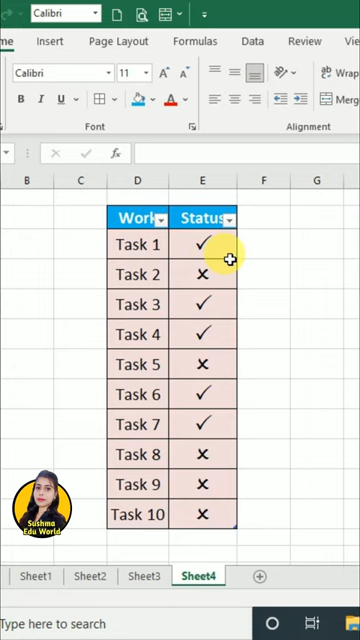 Calibri
me Insert Page Layout Formulas Data Review
Calibri 11 A A ab Wrap
B I U A Merg
Font Alignmen
fx
B C D E F G
Work Status
Task 1 ✓
Task 2 ✗
Task 3 ✓
Task 4 ✓
Task 5 ✗
Task 6 ✓
Task 7 ✓
Task 8 ✗
Task 9 ✗
Task 10 ✗
Sushma
Edu World
Sheet1 Sheet2 Sheet3 Sheet4
Type here to search